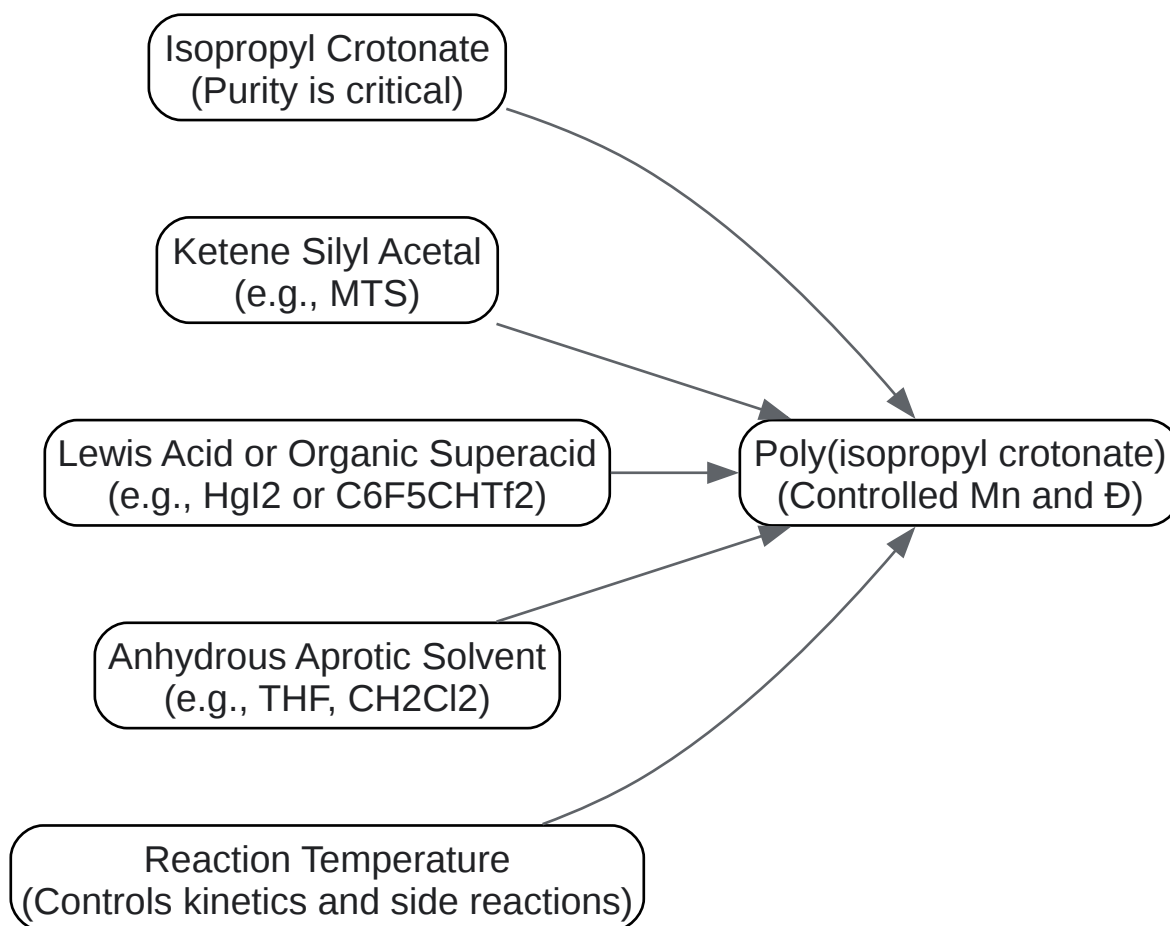 Isopropyl Crotonate
(Purity is critical)
Ketene Silyl Acetal
(e.g., MTS)
Lewis Acid or Organic Superacid
(e.g., HgI2 or C6F5CHTf2)
Poly(isopropyl crotonate)
(Controlled Mn and Đ)
Anhydrous Aprotic Solvent
(e.g., THF, CH2Cl2)
Reaction Temperature
(Controls kinetics and side reactions)